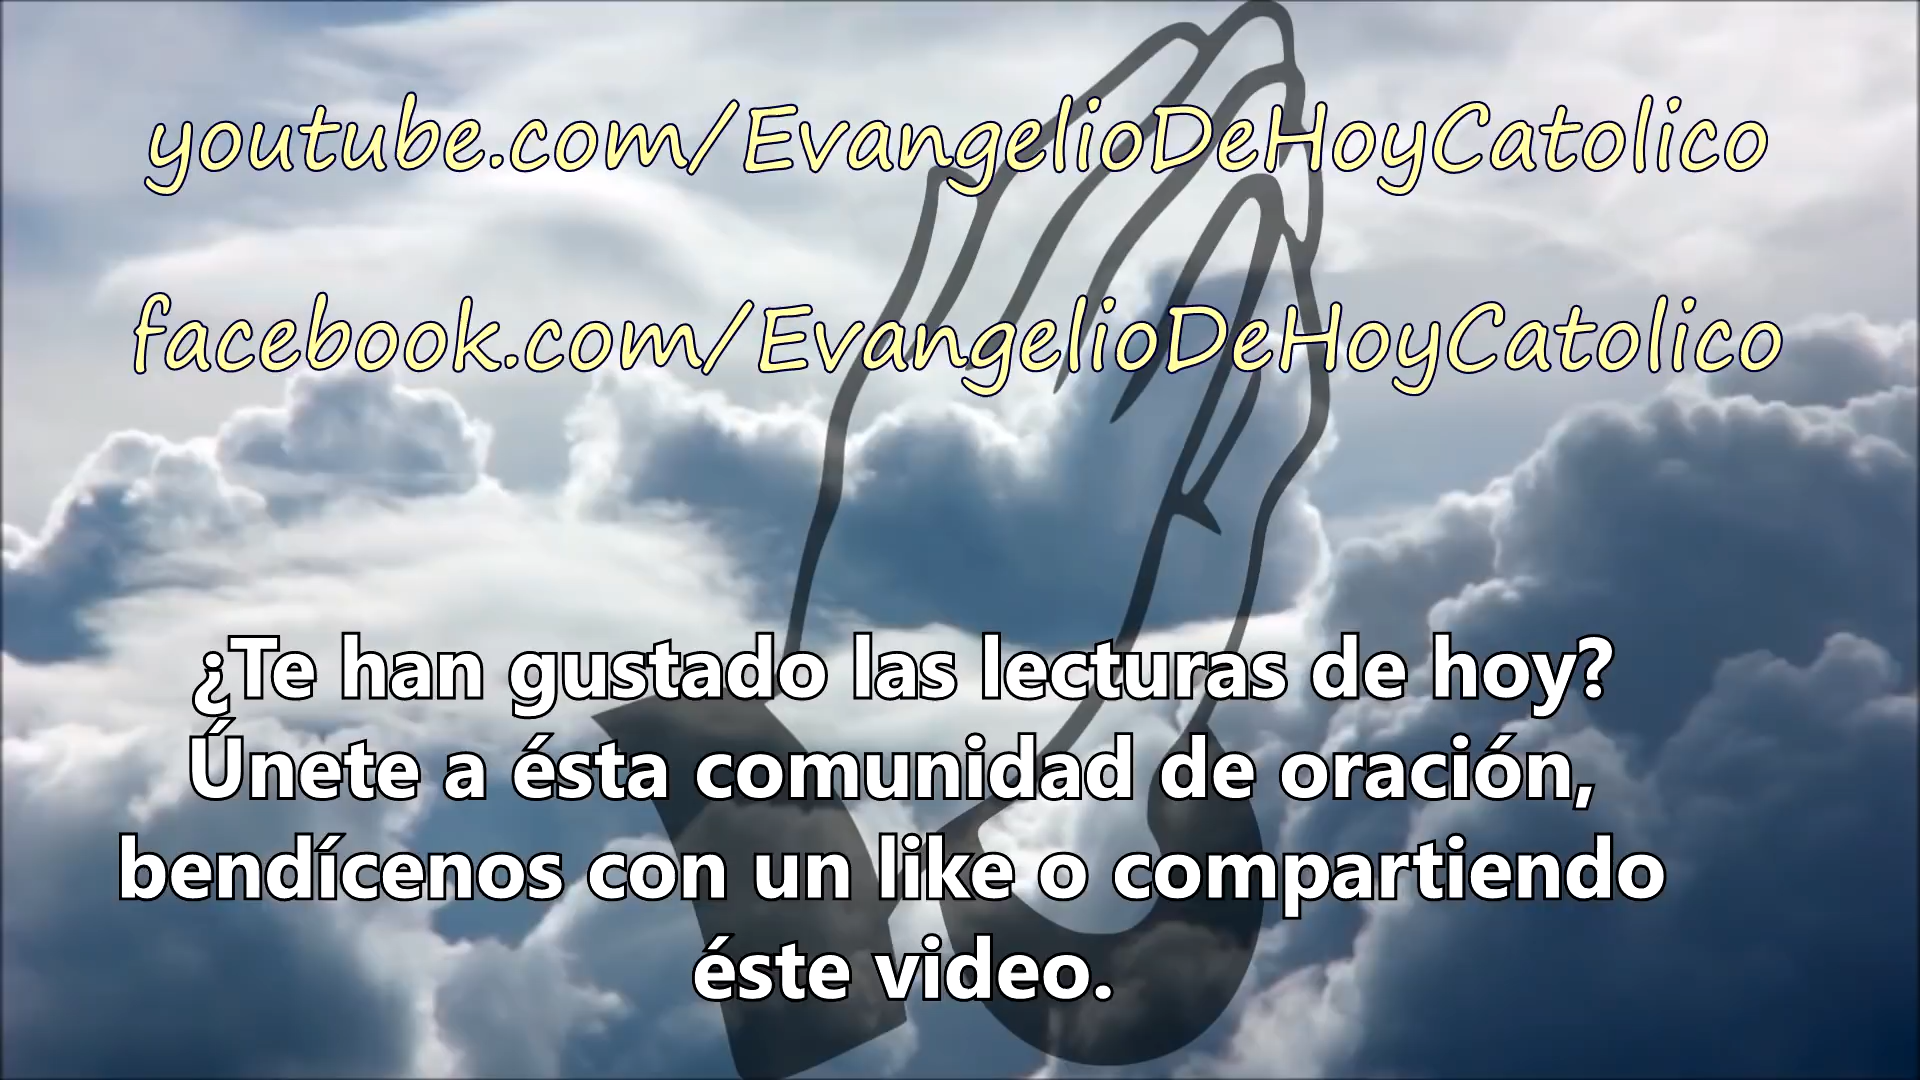 youtube.com/EvangelioDeHoyCatolico
facebook.com/EvangelioDeHoyCatolico
¿Te han gustado las lecturas de hoy?
Únete a ésta comunidad de oración,
bendícenos con un like o compartiendo
éste video.